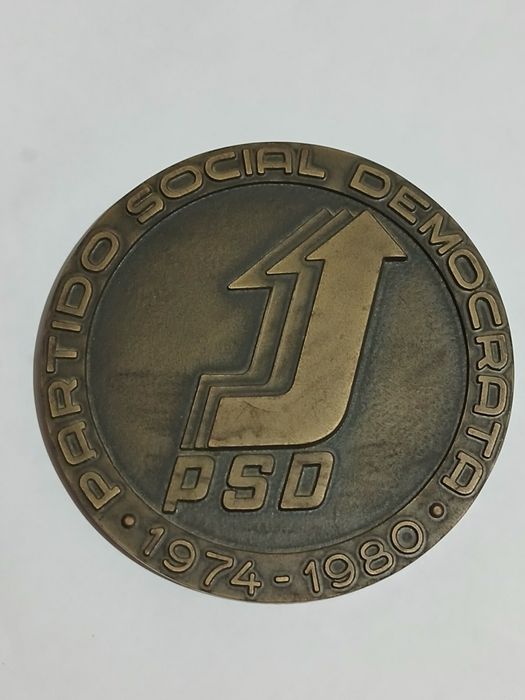 PARTIDO SOCIAL DEMOCRATA
PSD
1974-1980